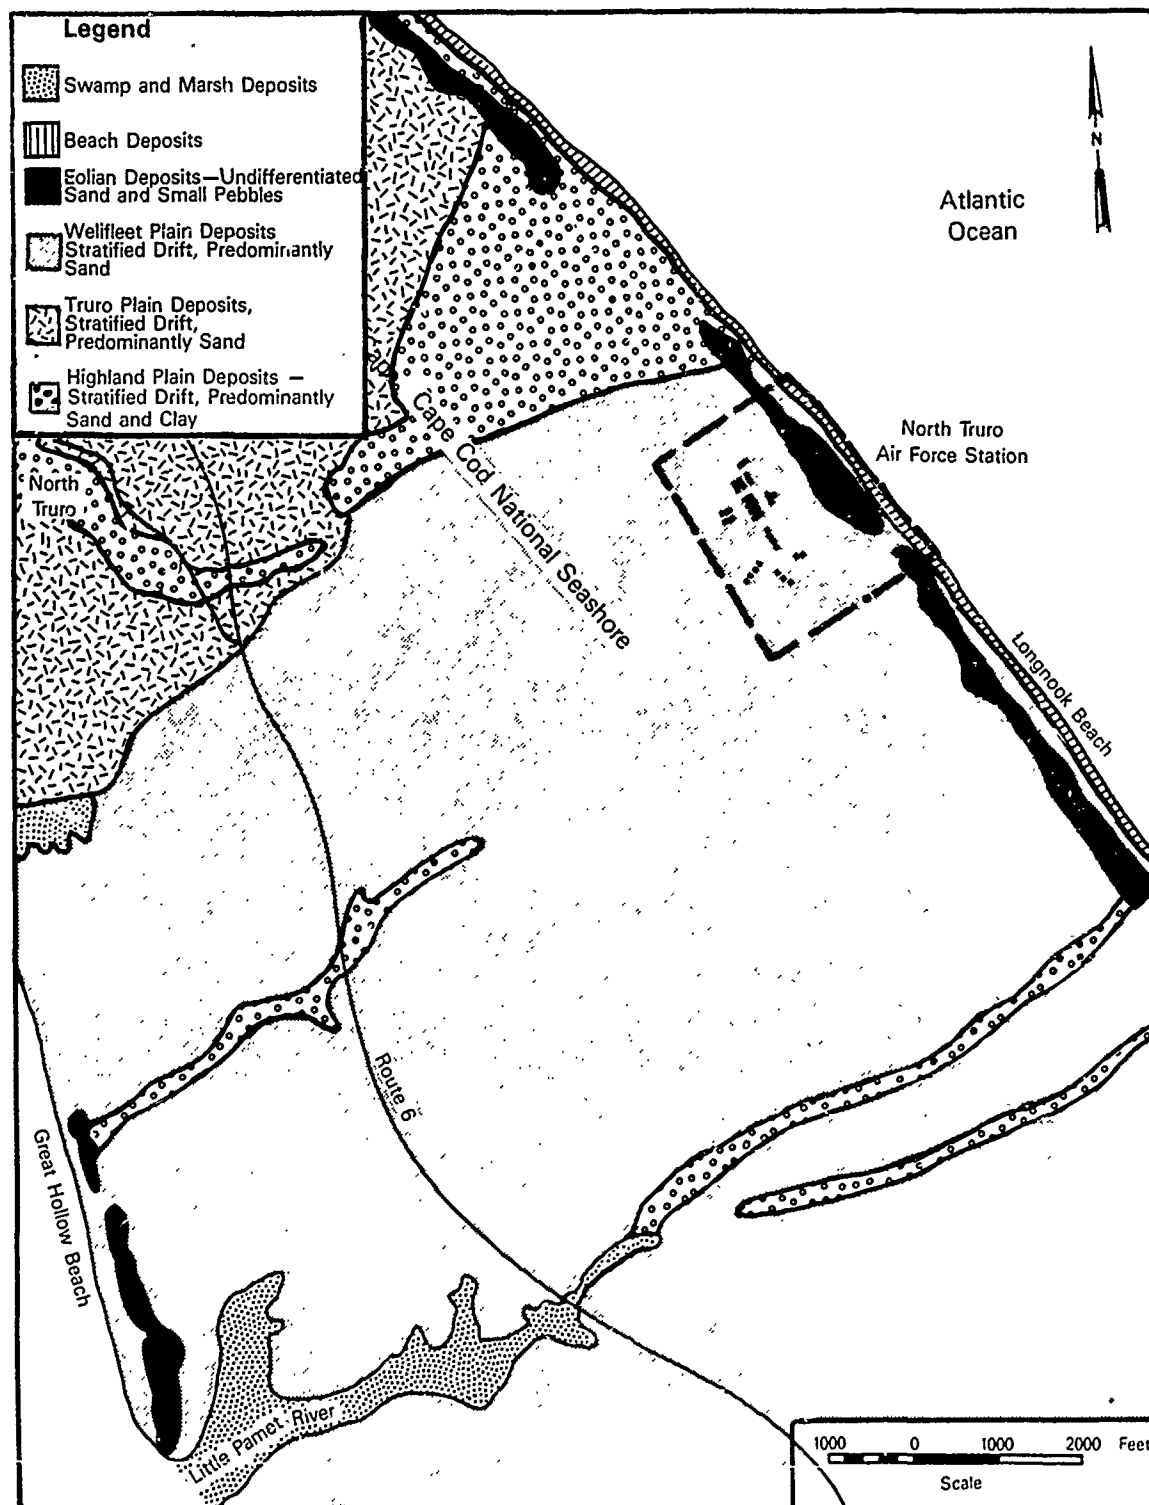 Legend
Swamp and Marsh Deposits
Beach Deposits
Eolian Deposits—Undifferentiated
Sand and Small Pebbles
Wellfleet Plain Deposits
Stratified Drift, Predominantly
Sand
Truro Plain Deposits,
Stratified Drift,
Predominantly Sand
Highland Plain Deposits —
Stratified Drift, Predominantly
Sand and Clay
N
Atlantic
Ocean
North Truro
Air Force Station
Cape Cod National Seashore
North
Truro
Longnook Beach
Route 6
Great Hollow Beach
Little Pamet River
1000 0 1000 2000 Feet
Scale